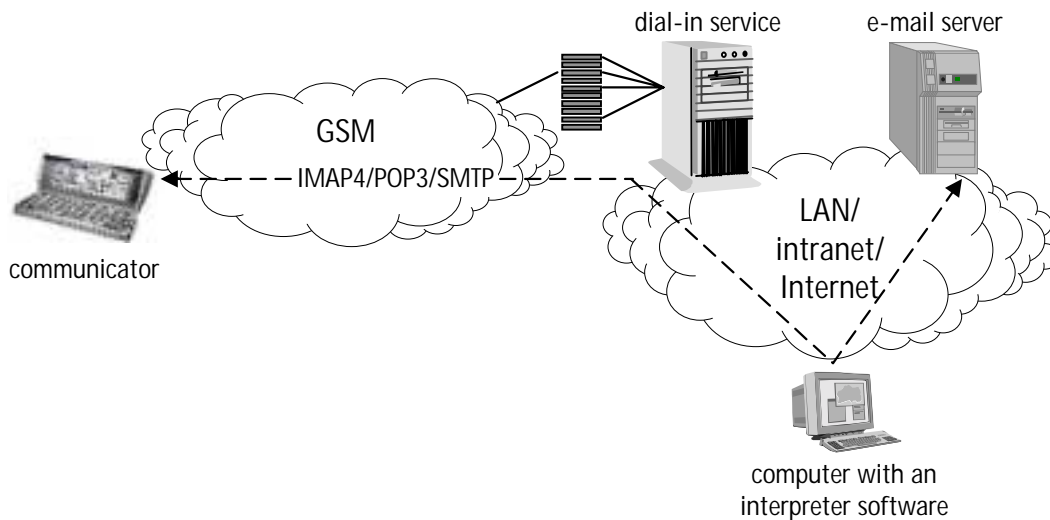 dial-in service
e-mail server
GSM
IMAP4/POP3/SMTP
communicator
LAN/
intranet/
Internet
computer with an
interpreter software